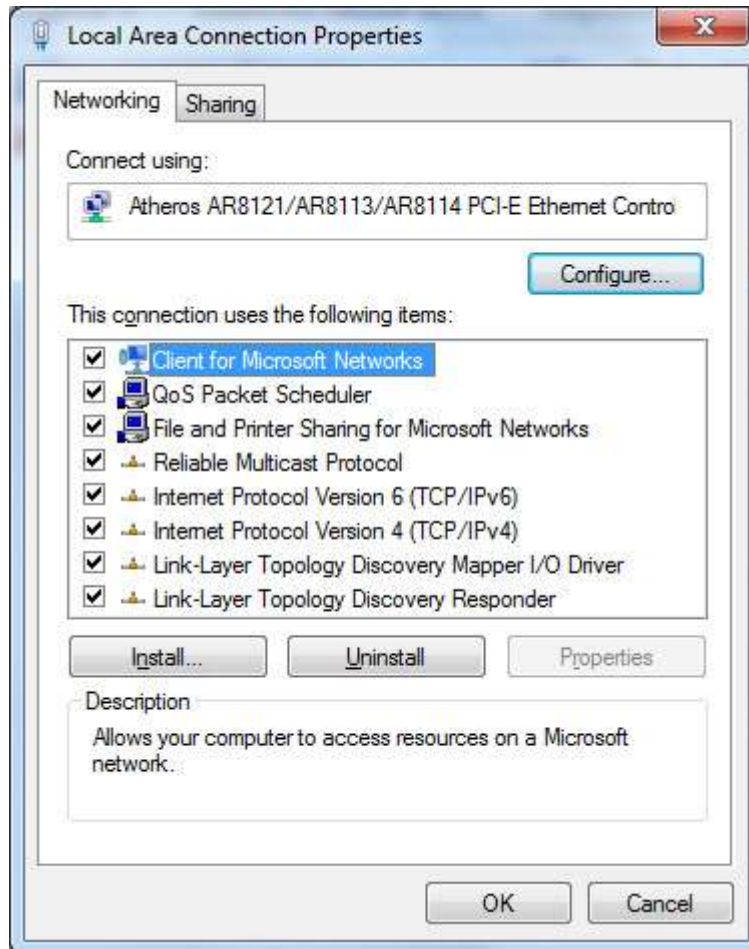 Local Area Connection Properties
Networking
Sharing
Connect using:
Atheros AR8121/AR8113/AR8114 PCI-E Ethernet Contro
Configure...
This connection uses the following items:
Client for Microsoft Networks
QoS Packet Scheduler
File and Printer Sharing for Microsoft Networks
Reliable Multicast Protocol
Internet Protocol Version 6 (TCP/IPv6)
Internet Protocol Version 4 (TCP/IPv4)
Link-Layer Topology Discovery Mapper I/O Driver
Link-Layer Topology Discovery Responder
Install...
Uninstall
Properties
Description
Allows your computer to access resources on a Microsoft
network.
OK
Cancel